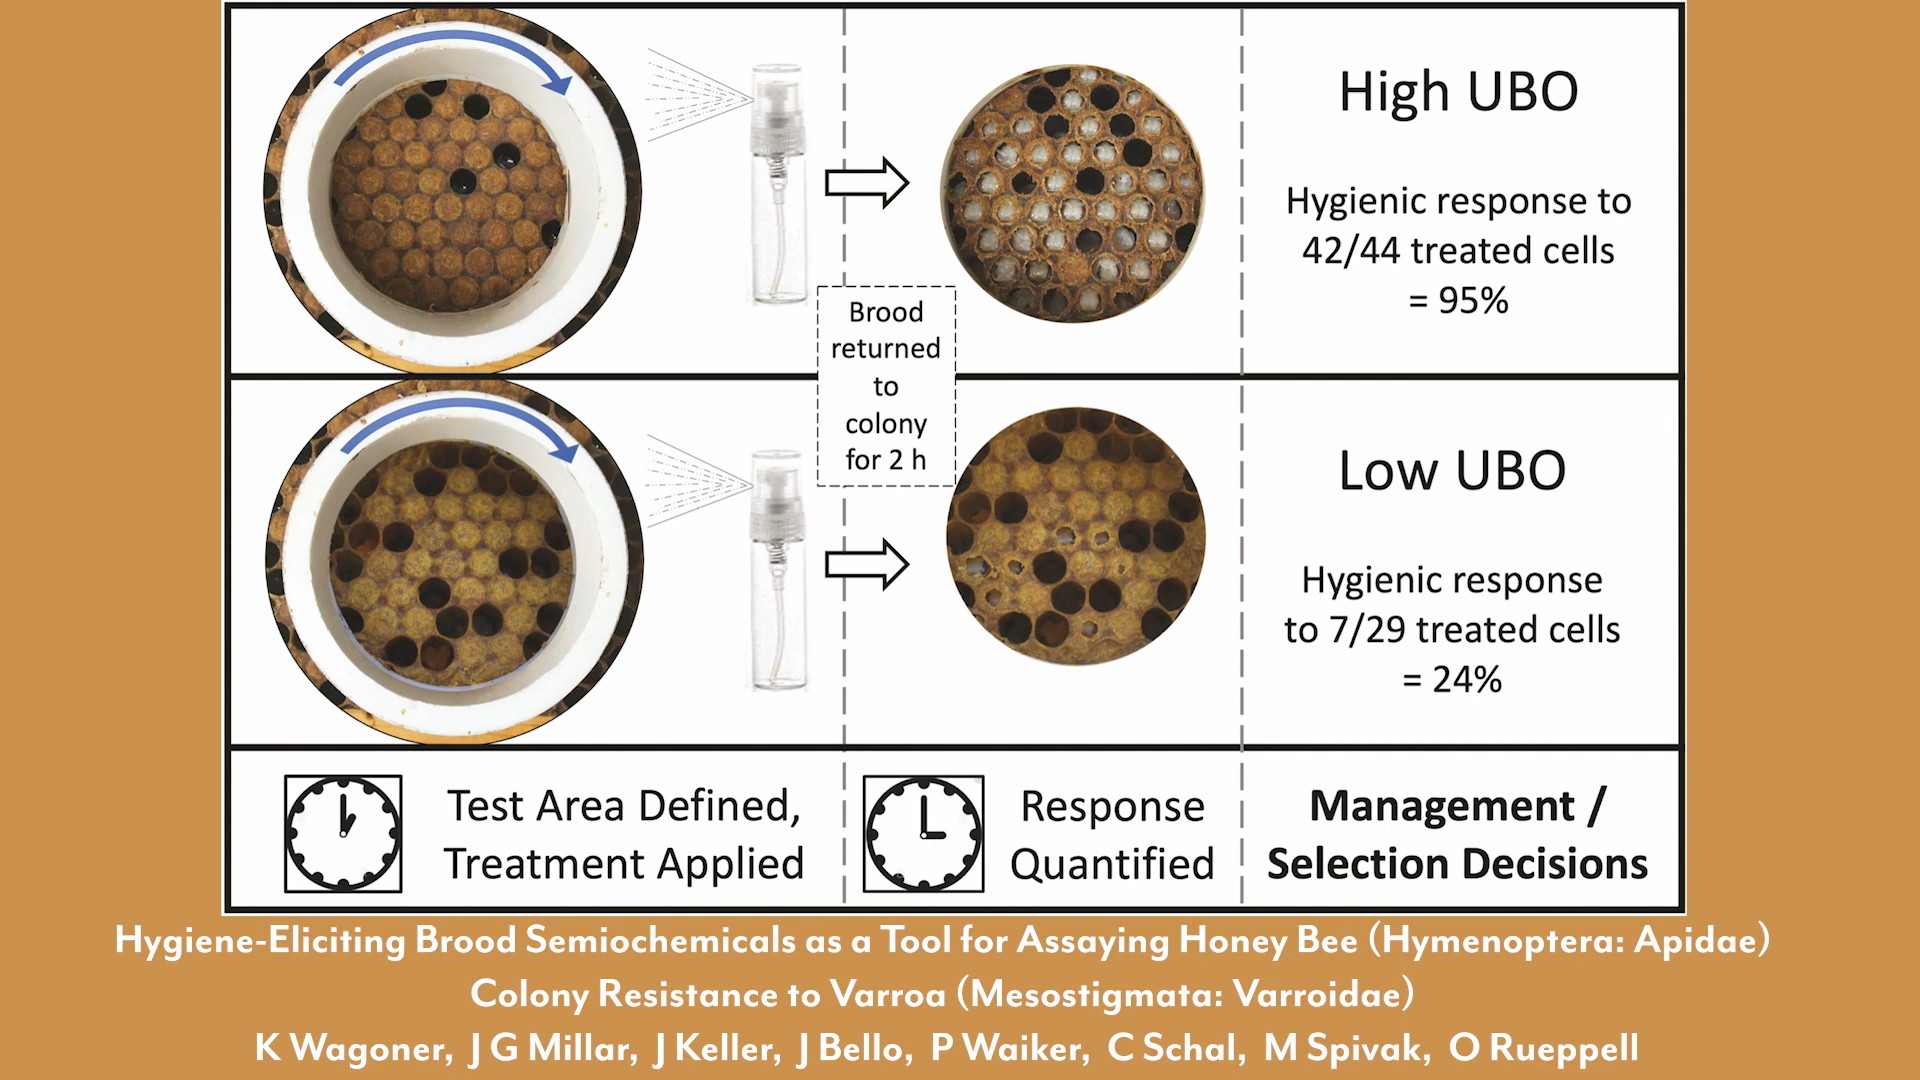 High UBO
Hygienic response to
42/44 treated cells
= 95%
Brood
returned
to
colony
for 2 h
Low UBO
Hygienic response
to 7/29 treated cells
= 24%
Test Area Defined,
Treatment Applied
Response
Quantified
Management /
Selection Decisions
Hygiene-Eliciting Brood Semiochemicals as a Tool for Assaying Honey Bee (Hymenoptera: Apidae)
Colony Resistance to Varroa (Mesostigmata: Varroidae)
K Wagoner, J G Millar, J Keller, J Bello, P Waiker, C Schal, M Spivak, O Rueppell